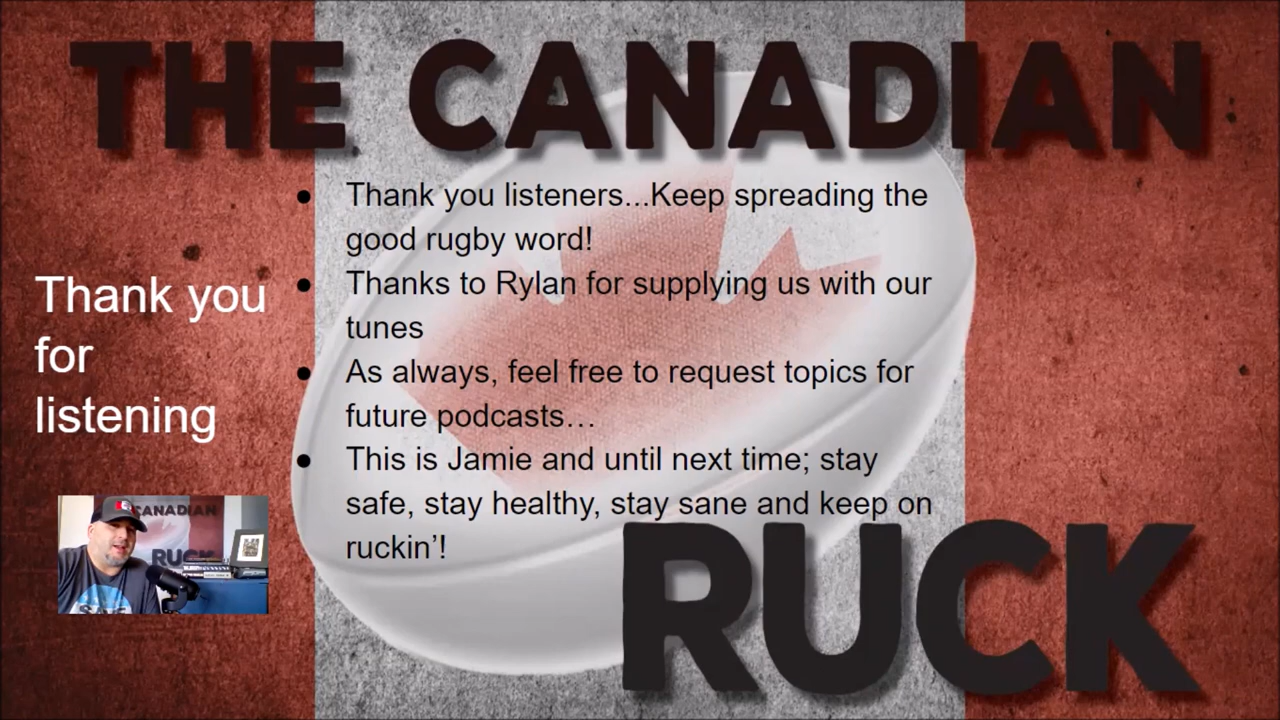 THE CANADIAN
Thank you listeners...Keep spreading the
good rugby word!
Thanks to Rylan for supplying us with our
tunes
As always, feel free to request topics for
future podcasts…
This is Jamie and until next time; stay
safe, stay healthy, stay sane and keep on
ruckin’!
Thank you
for
listening
CANADIAN
RUCK
RUCK